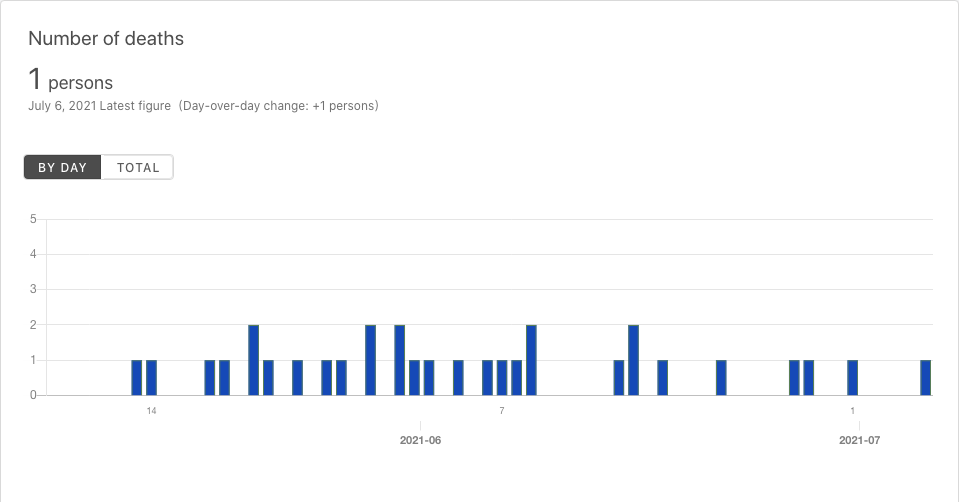 Number of deaths
1 persons
July 6, 2021 Latest figure (Day-over-day change: +1 persons)
BY DAY TOTAL
5
4
3
2
1
0
14 7 1
2021-06 2021-07